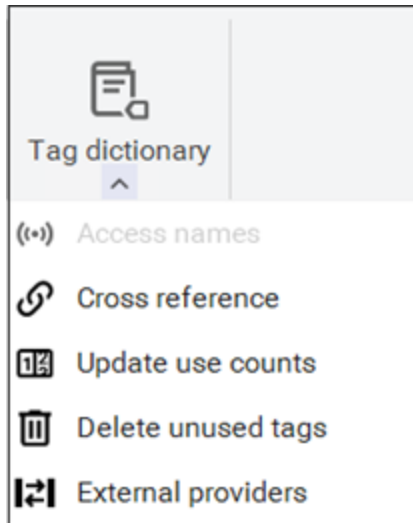 Tag dictionary
Access names
Cross reference
Update use counts
Delete unused tags
External providers